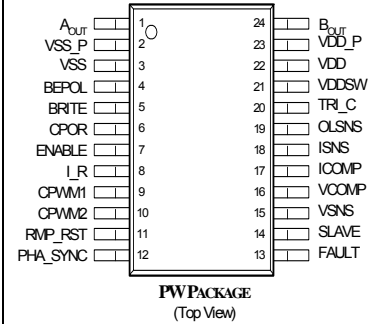 AOUT 1 24 BOUT
VSS_P 2 23 VDD_P
VSS 3 22 VDD
BEPOL 4 21 VDDSW
BRITE 5 20 TRI_C
CPOR 6 19 OLSNS
ENABLE 7 18 ISNS
I_R 8 17 ICOMP
CPWM1 9 16 VCOMP
CPWM2 10 15 VSNS
RMP_RST 11 14 SLAVE
PHA_SYNC 12 13 FAULT
PW PACKAGE
(Top View)